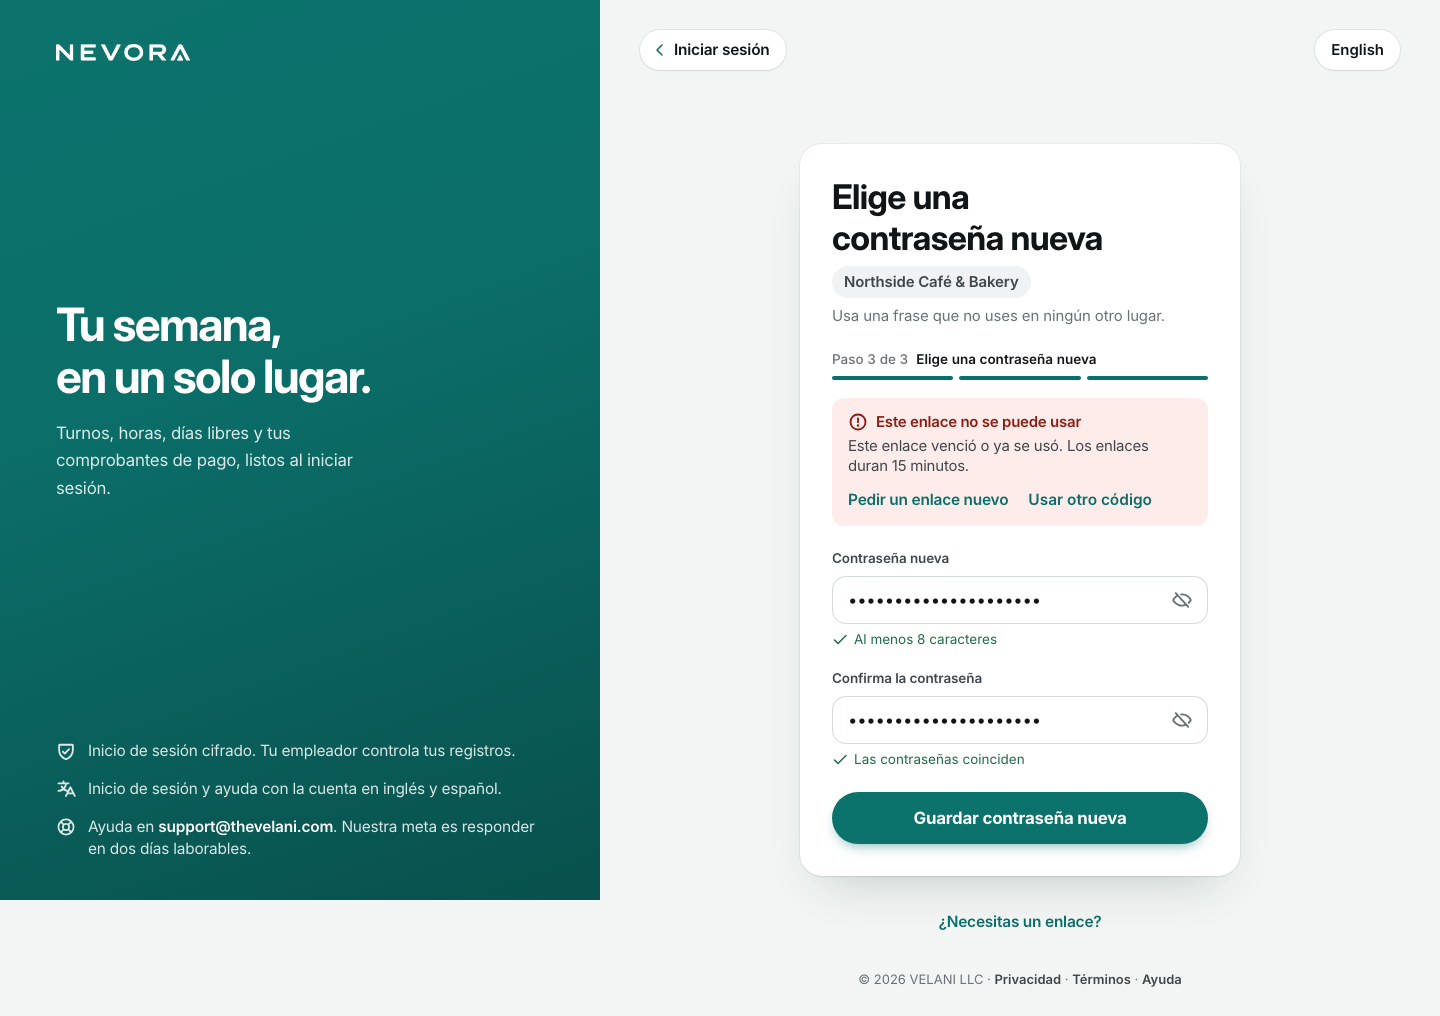 NEVORA
Tu semana,
en un solo lugar.
Turnos, horas, días libres y tus
comprobantes de pago, listos al iniciar
sesión.
Inicio de sesión cifrado. Tu empleador controla tus registros.
Inicio de sesión y ayuda con la cuenta en inglés y español.
Ayuda en support@thevelani.com. Nuestra meta es responder
en dos días laborables.
Iniciar sesión
English
Elige una
contraseña nueva
Northside Café & Bakery
Usa una frase que no uses en ningún otro lugar.
Paso 3 de 3 Elige una contraseña nueva
Este enlace no se puede usar
Este enlace venció o ya se usó. Los enlaces
duran 15 minutos.
Pedir un enlace nuevo Usar otro código
Contraseña nueva
•••••••••••••••••••••
Al menos 8 caracteres
Confirma la contraseña
•••••••••••••••••••••
Las contraseñas coinciden
Guardar contraseña nueva
¿Necesitas un enlace?
© 2026 VELANI LLC · Privacidad · Términos · Ayuda